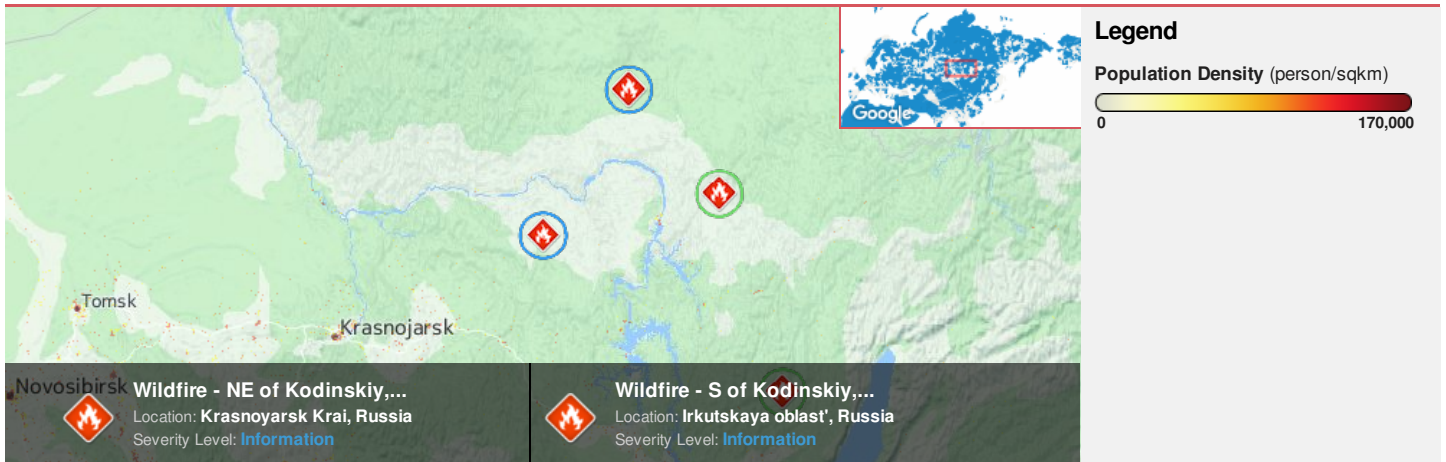 Google
Legend
Population Density (person/sqkm)
0 170,000
Tomsk
Krasnojarsk
Novosibirsk
Wildfire - NE of Kodinskiy,...
Location: Krasnoyarsk Krai, Russia
Severity Level: Information
Wildfire - S of Kodinskiy,...
Location: Irkutskaya oblast', Russia
Severity Level: Information